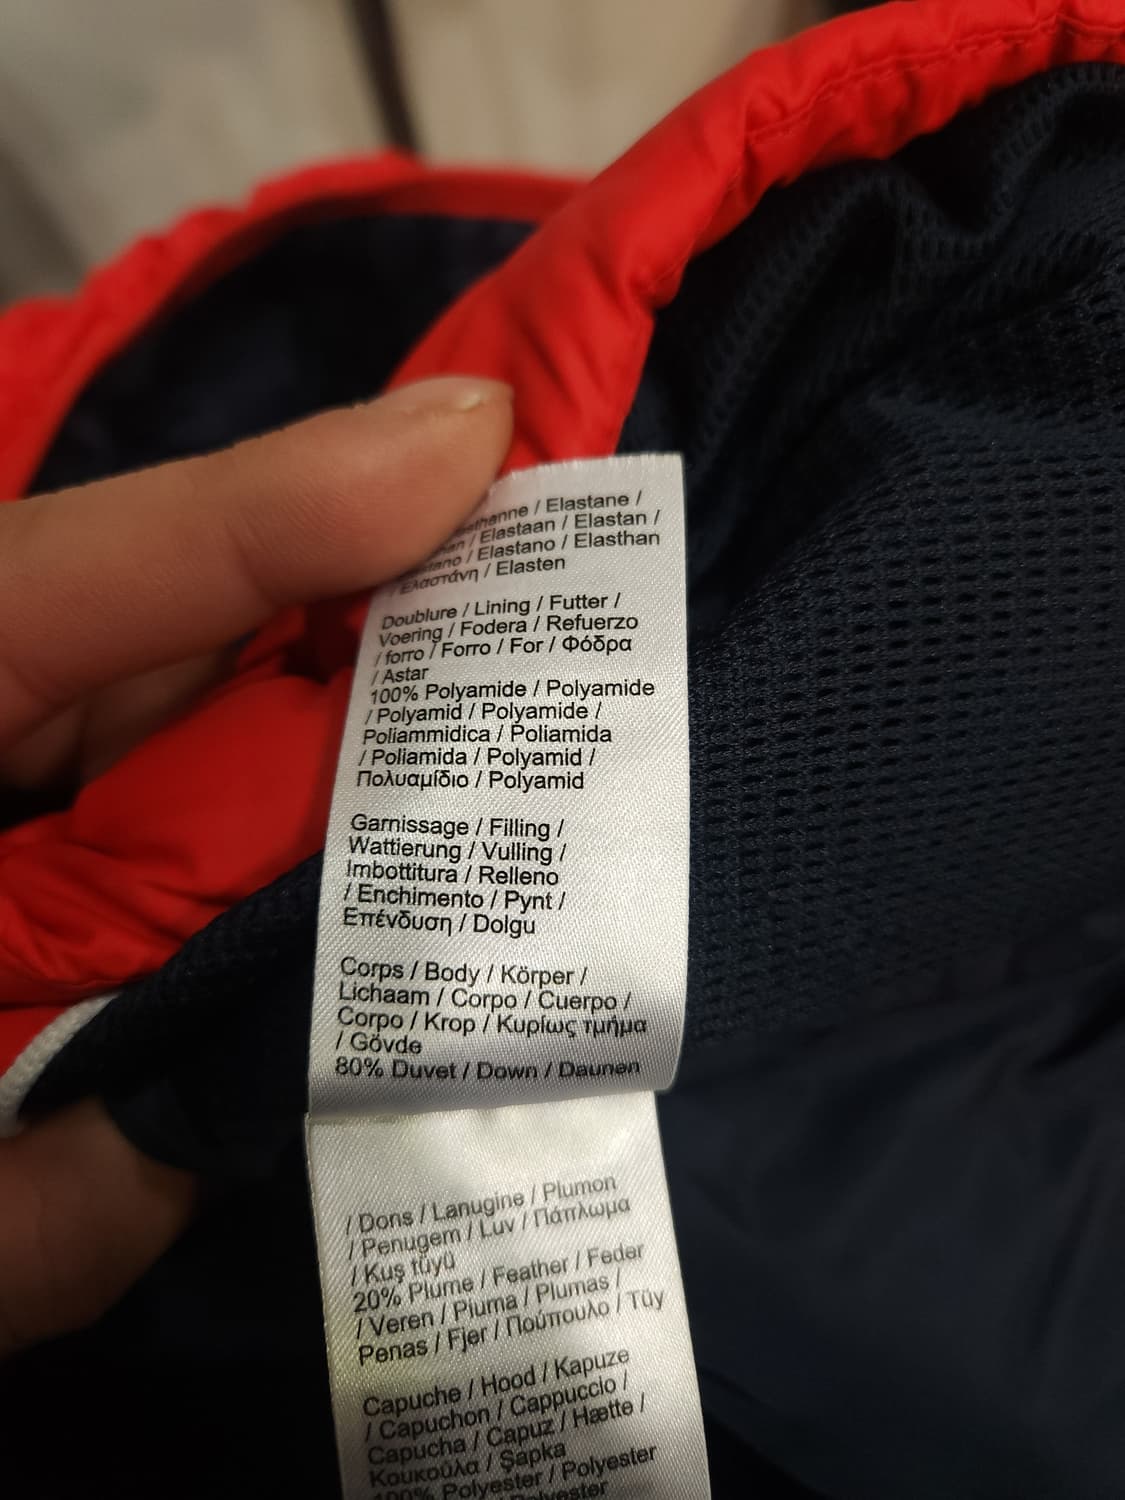 / Elastane /
/ Elastaan / Elastan /
/ Elastano / Elasthan
/ Ελαστάνη / Elasten
Doublure / Lining / Futter /
Voering / Fodera / Refuerzo
/ forro / Forro / For / Φόδρα
/ Astar
100% Polyamide / Polyamide
/ Polyamid / Polyamide /
Poliammidica / Poliamida
/ Poliamida / Polyamid /
Πολυαμίδιο / Polyamid
Garnissage / Filling /
Wattierung / Vulling /
Imbottitura / Relleno
/ Enchimento / Pynt /
Επένδυση / Dolgu
Corps / Body / Körper /
Lichaam / Corpo / Cuerpo /
Corpo / Krop / Κυρίως τμήμα
/ Gövde
80% Duvet / Down / Daunen
/ Dons / Lanugine / Plumon
/ Penugem / Luv / Πάπλωμα
/ Kuş tüyü
20% Plume / Feather / Feder
/ Veren / Piuma / Plumas /
Penas / Fjer / Πούπουλο / Tüy
Capuche / Hood / Kapuze
/ Capuchon / Cappuccio /
Capucha / Capuz / Hætte /
Κουκούλα / Şapka
100% Polyester / Polyester